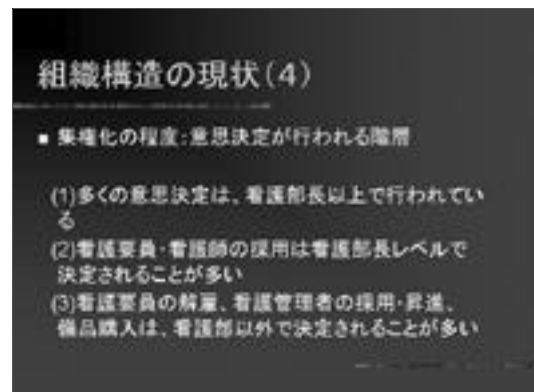 組織構造の現状(4)
■ 集権化の程度:意思決定が行われる階層
(1)多くの意思決定は、看護部長以上で行われてい
る
(2)看護要員・看護師の採用は看護部長レベルで
決定されることが多い
(3)看護要員の解雇、看護管理者の採用・昇進、
備品購入は、看護部以外で決定されることが多い